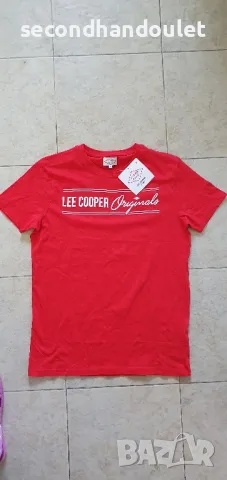 secondhandoulet
LEE COOPER Originals
BAZAR